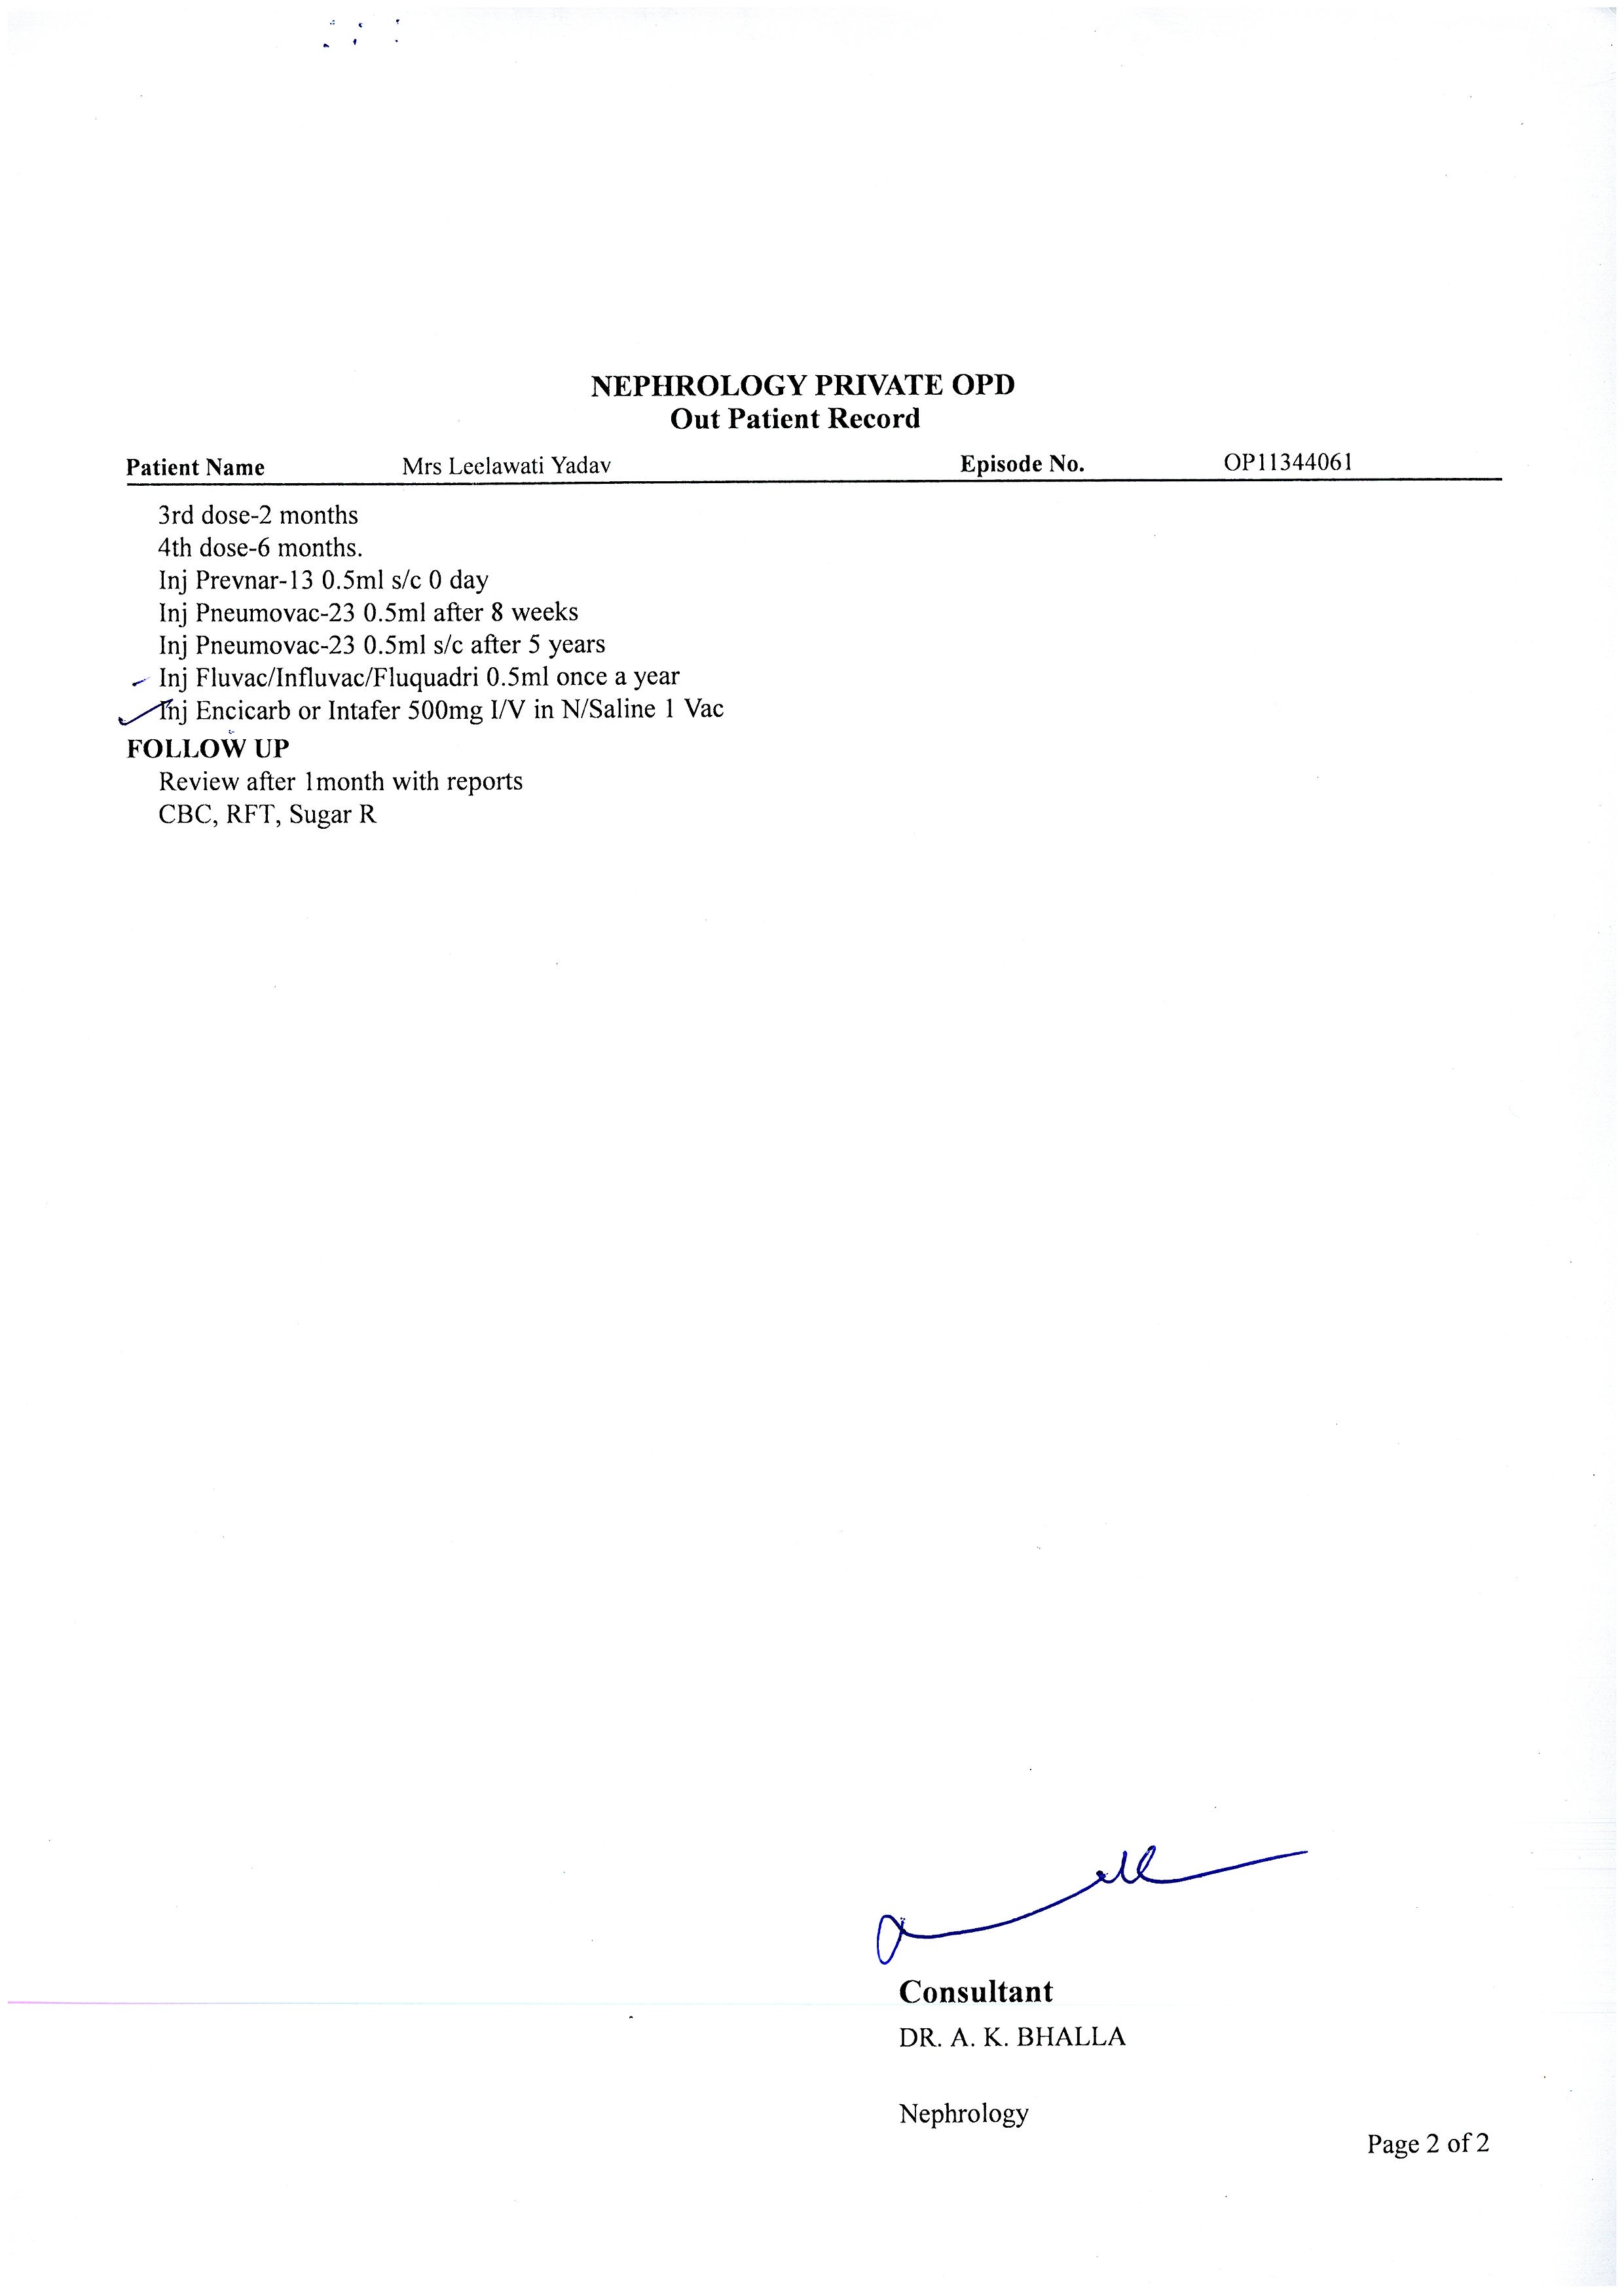 NEPHROLOGY PRIVATE OPD
Out Patient Record
Patient Name Mrs Leelawati Yadav Episode No. OP11344061
3rd dose-2 months
4th dose-6 months.
Inj Prevnar-13 0.5ml s/c 0 day
Inj Pneumovac-23 0.5ml after 8 weeks
Inj Pneumovac-23 0.5ml s/c after 5 years
Inj Fluvac/Influvac/Fluquadri 0.5ml once a year
Inj Encicarb or Intafer 500mg I/V in N/Saline 1 Vac
FOLLOW UP
Review after 1month with reports
CBC, RFT, Sugar R
Consultant
DR. A. K. BHALLA
Nephrology
Page 2 of 2